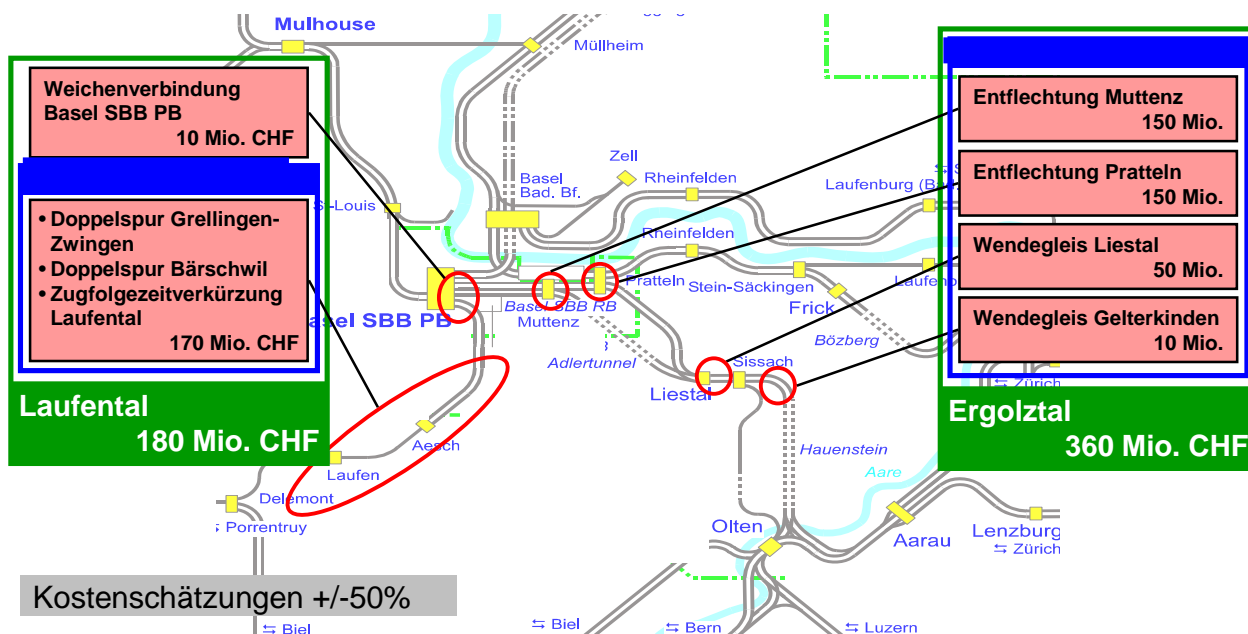 Mulhouse
Müllheim
Weichenverbindung
Basel SBB PB
10 Mio. CHF
• Doppelspur Grellingen-
Zwingen
• Doppelspur Bärschwil
• Zugfolgezeitverkürzung
Laufental
170 Mio. CHF
Laufental
180 Mio. CHF
Entflechtung Muttenz
150 Mio.
Entflechtung Pratteln
150 Mio.
Wendegleis Liestal
50 Mio.
Wendegleis Gelterkinden
10 Mio.
Ergolztal
360 Mio. CHF
Zell
Basel
Bad. Bf.
Rheinfelden
Laufenburg
-Louis
Rheinfelden
Pratteln
Stein-Säckingen
Frick
Basel SBB RB
Muttenz
SBB PB
Bözberg
Adlertunnel
Sissach
Liestal
⇆ Zürich
Aesch
Laufen
Hauenstein
Aare
Delémont
⇆ Porrentruy
Olten
Aarau
Lenzburg
⇆ Zürich
Kostenschätzungen +/-50%
⇆ Biel
⇆ Biel
⇆ Bern
⇆ Luzern